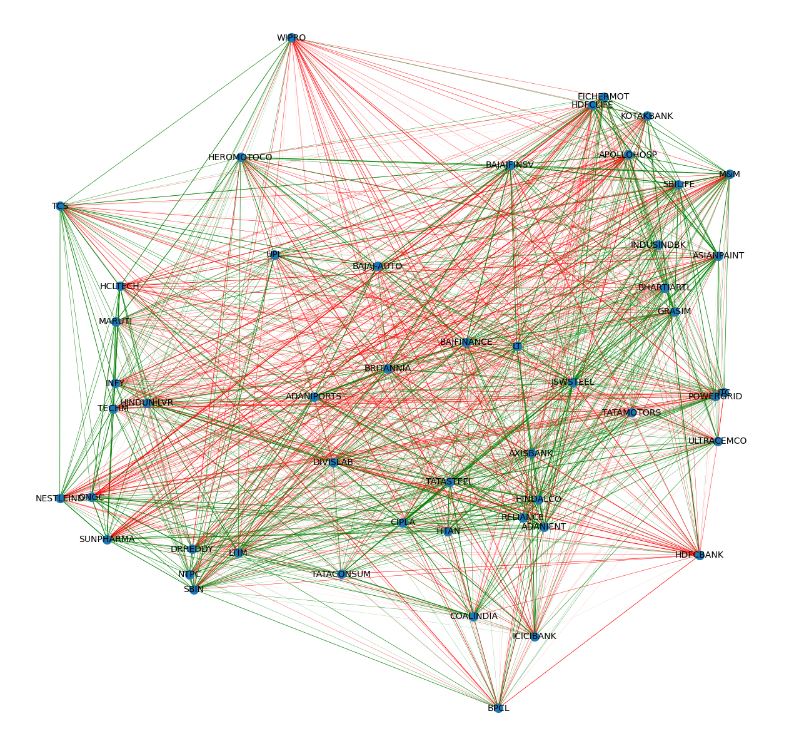 WIPRO
EICHERMOT
HDFCLIFE
KOTAKBANK
HEROMOTOCO
BAJAJFINSV
APOLLOHOSP
M&M
SBILIFE
TCS
UPL
INDUSINDBK
ASIANPAINT
BAJAJ-AUTO
HCLTECH
BHARTIARTL
GRASIM
MARUTI
BAJFINANCE
LT
BRITANNIA
JSWSTEEL
INFY
ITC
POWERGRID
ADANIPORTS
HINDUNILVR
TECHM
TATAMOTORS
ULTRACEMCO
AXISBANK
DIVISLAB
TATASTEEL
NESTLEIND
ONGC
HINDALCO
CIPLA
RELIANCE
ADANIENT
TITAN
SUNPHARMA
DRREDDY
LTIM
HDFCBANK
NTPC
TATACONSUM
SBIN
COALINDIA
ICICIBANK
BPCL